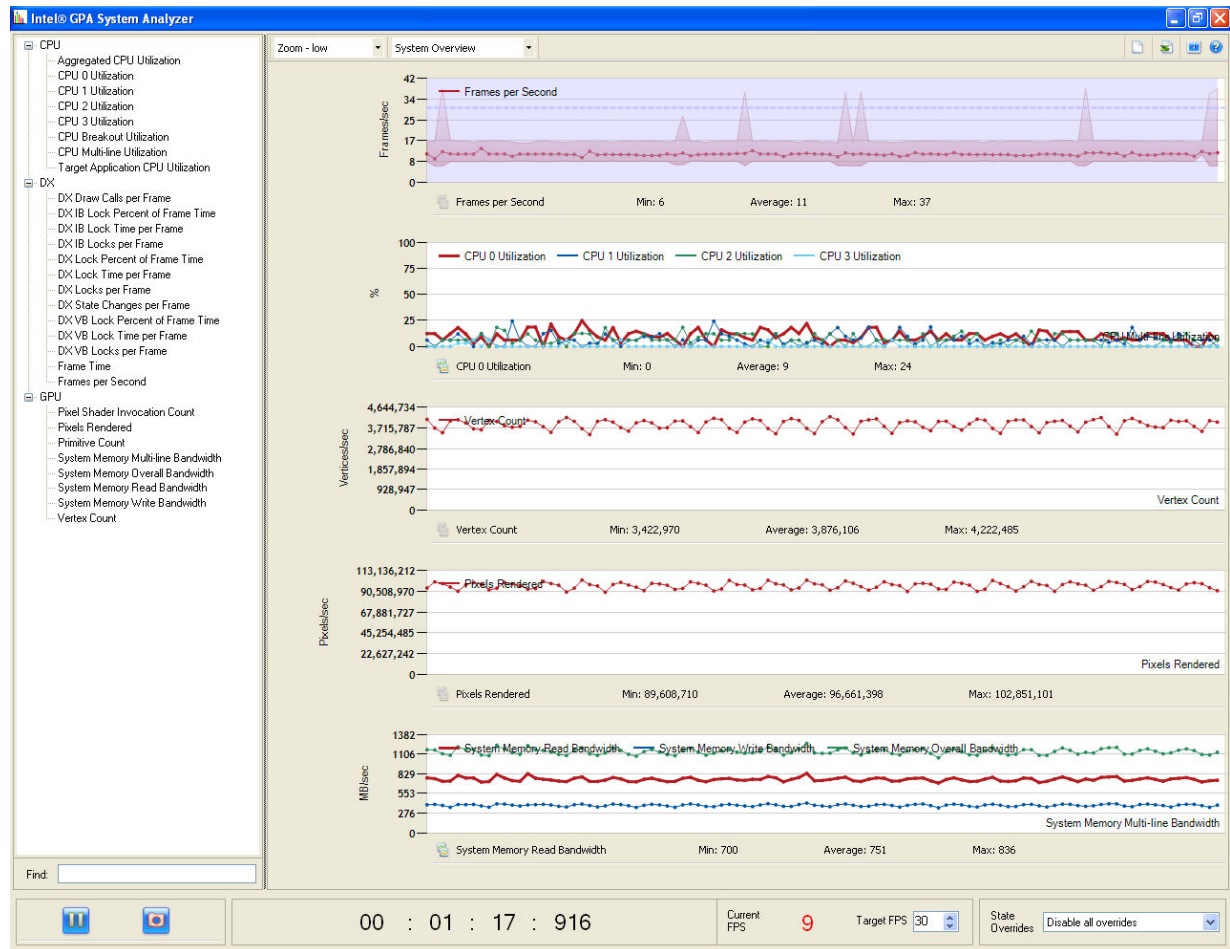 Intel® GPA System Analyzer
CPU
Aggregated CPU Utilization
CPU 0 Utilization
CPU 1 Utilization
CPU 2 Utilization
CPU 3 Utilization
CPU Breakout Utilization
CPU Multi-line Utilization
Target Application CPU Utilization
DX
DX Draw Calls per Frame
DX IB Lock Percent of Frame Time
DX IB Lock Time per Frame
DX IB Locks per Frame
DX Lock Percent of Frame Time
DX Lock Time per Frame
DX Locks per Frame
DX State Changes per Frame
DX VB Lock Percent of Frame Time
DX VB Lock Time per Frame
DX VB Locks per Frame
Frame Time
Frames per Second
GPU
Pixel Shader Invocation Count
Pixels Rendered
Primitive Count
System Memory Multi-line Bandwidth
System Memory Overall Bandwidth
System Memory Read Bandwidth
System Memory Write Bandwidth
Vertex Count
Find:
Zoom - low System Overview
Frames/sec
42
34
25
17
8
0
Frames per Second
Frames per Second Min: 6 Average: 11 Max: 37
%
100
75
50
25
0
CPU 0 Utilization CPU 1 Utilization CPU 2 Utilization CPU 3 Utilization
CPU Multi-line Utilization
CPU 0 Utilization Min: 0 Average: 9 Max: 24
Vertices/sec
4,644,734
3,715,787
2,786,840
1,857,894
928,947
0
Vertex Count
Vertex Count
Vertex Count Min: 3,422,970 Average: 3,876,106 Max: 4,222,485
Pixels/sec
113,136,212
90,508,970
67,881,727
45,254,485
22,627,242
0
Pixels Rendered
Pixels Rendered
Pixels Rendered Min: 89,608,710 Average: 96,661,398 Max: 102,851,101
MB/sec
1382
1106
829
553
276
0
System Memory Read Bandwidth System Memory Write Bandwidth System Memory Overall Bandwidth
System Memory Multi-line Bandwidth
System Memory Read Bandwidth Min: 700 Average: 751 Max: 836
00 : 01 : 17 : 916
Current FPS 9
Target FPS 30
State Overrides Disable all overrides